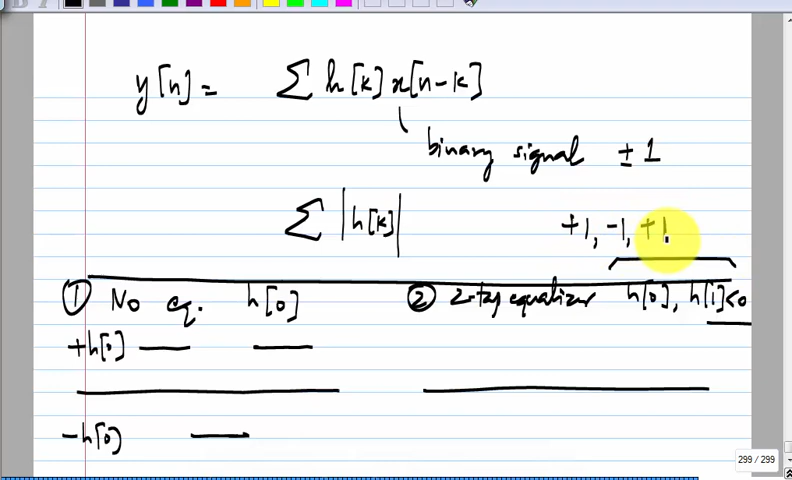 y[n] = ∑ h[k] x[n-k]
binary signal ± 1
∑ |h[k]|
+1, -1, +1.
① No eq. h[0]
② 2-tap equalizer h[0], h[1]<0
+h[0]
-h[0]
299 / 299